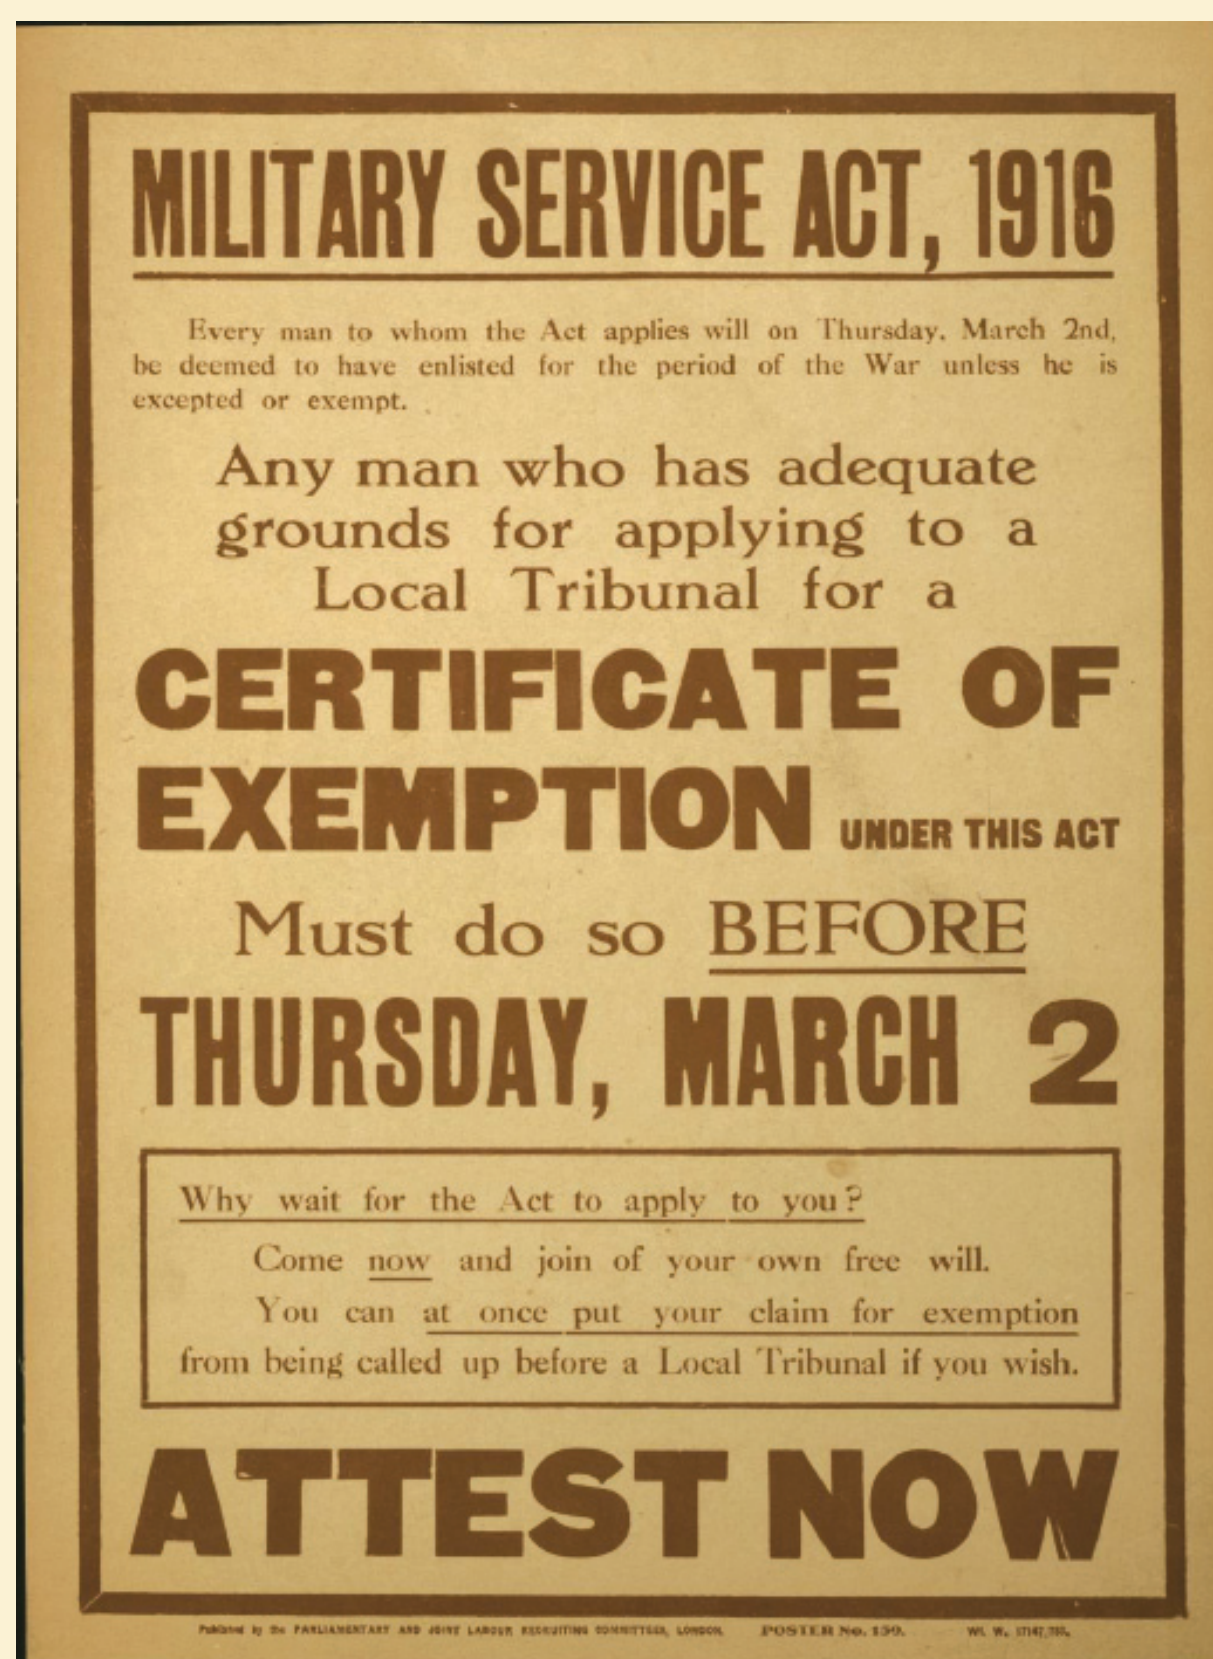 MILITARY SERVICE ACT, 1916
Every man to whom the Act applies will on Thursday, March 2nd,
be deemed to have enlisted for the period of the War unless he is
excepted or exempt.
Any man who has adequate
grounds for applying to a
Local Tribunal for a
CERTIFICATE OF
EXEMPTION UNDER THIS ACT
Must do so BEFORE
THURSDAY, MARCH 2
Why wait for the Act to apply to you?
Come now and join of your own free will.
You can at once put your claim for exemption
from being called up before a Local Tribunal if you wish.
ATTEST NOW
Published by the PARLIAMENTARY AND JOINT LABOUR RECRUITING COMMITTEES, LONDON. POSTER No. 150. Wt. W.